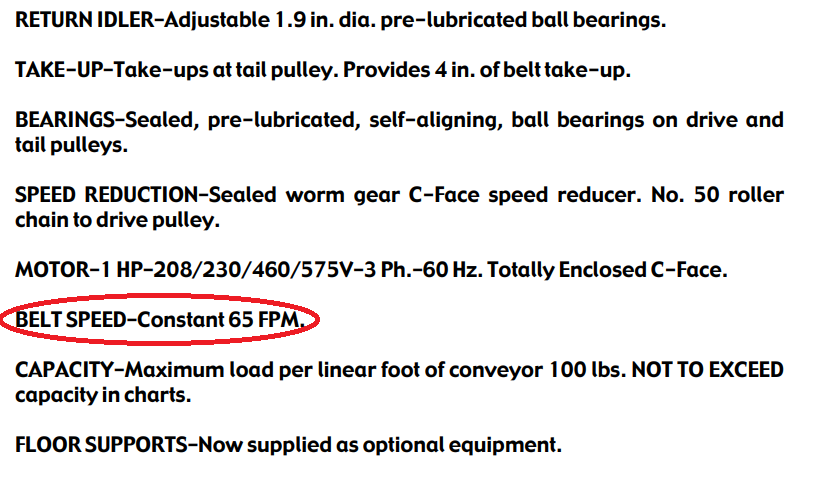 RETURN IDLER–Adjustable 1.9 in. dia. pre-lubricated ball bearings.
TAKE-UP–Take-ups at tail pulley. Provides 4 in. of belt take-up.
BEARINGS–Sealed, pre-lubricated, self-aligning, ball bearings on drive and
tail pulleys.
SPEED REDUCTION–Sealed worm gear C-Face speed reducer. No. 50 roller
chain to drive pulley.
MOTOR–1 HP–208/230/460/575V–3 Ph.–60 Hz. Totally Enclosed C-Face.
BELT SPEED–Constant 65 FPM.
CAPACITY–Maximum load per linear foot of conveyor 100 lbs. NOT TO EXCEED
capacity in charts.
FLOOR SUPPORTS–Now supplied as optional equipment.